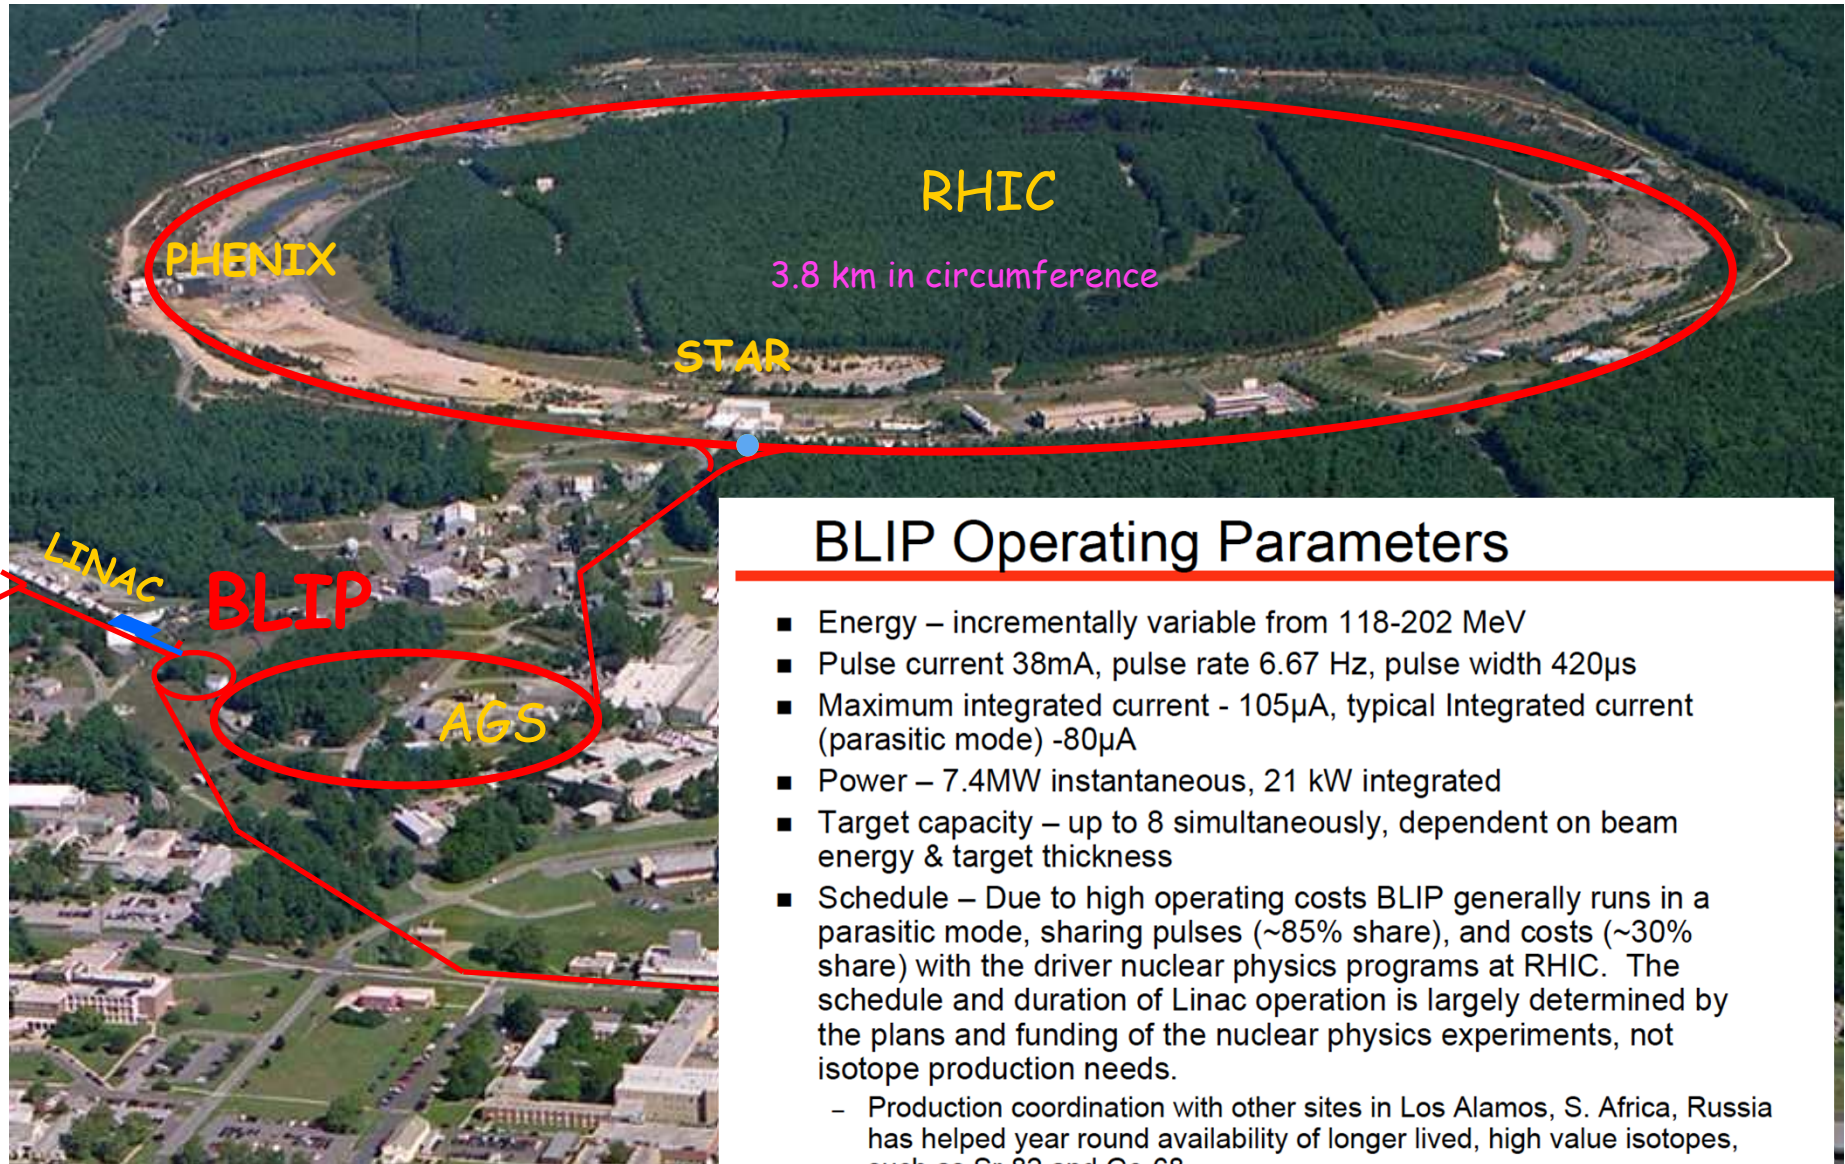 RHIC
PHENIX
3.8 km in circumference
STAR
LINAC
BLIP
AGS
BLIP Operating Parameters
■ Energy – incrementally variable from 118-202 MeV
■ Pulse current 38mA, pulse rate 6.67 Hz, pulse width 420µs
■ Maximum integrated current - 105µA, typical Integrated current
(parasitic mode) -80µA
■ Power – 7.4MW instantaneous, 21 kW integrated
■ Target capacity – up to 8 simultaneously, dependent on beam
energy & target thickness
■ Schedule – Due to high operating costs BLIP generally runs in a
parasitic mode, sharing pulses (~85% share), and costs (~30%
share) with the driver nuclear physics programs at RHIC. The
schedule and duration of Linac operation is largely determined by
the plans and funding of the nuclear physics experiments, not
isotope production needs.
– Production coordination with other sites in Los Alamos, S. Africa, Russia
has helped year round availability of longer lived, high value isotopes,
such as Sr-82 and Ge-68